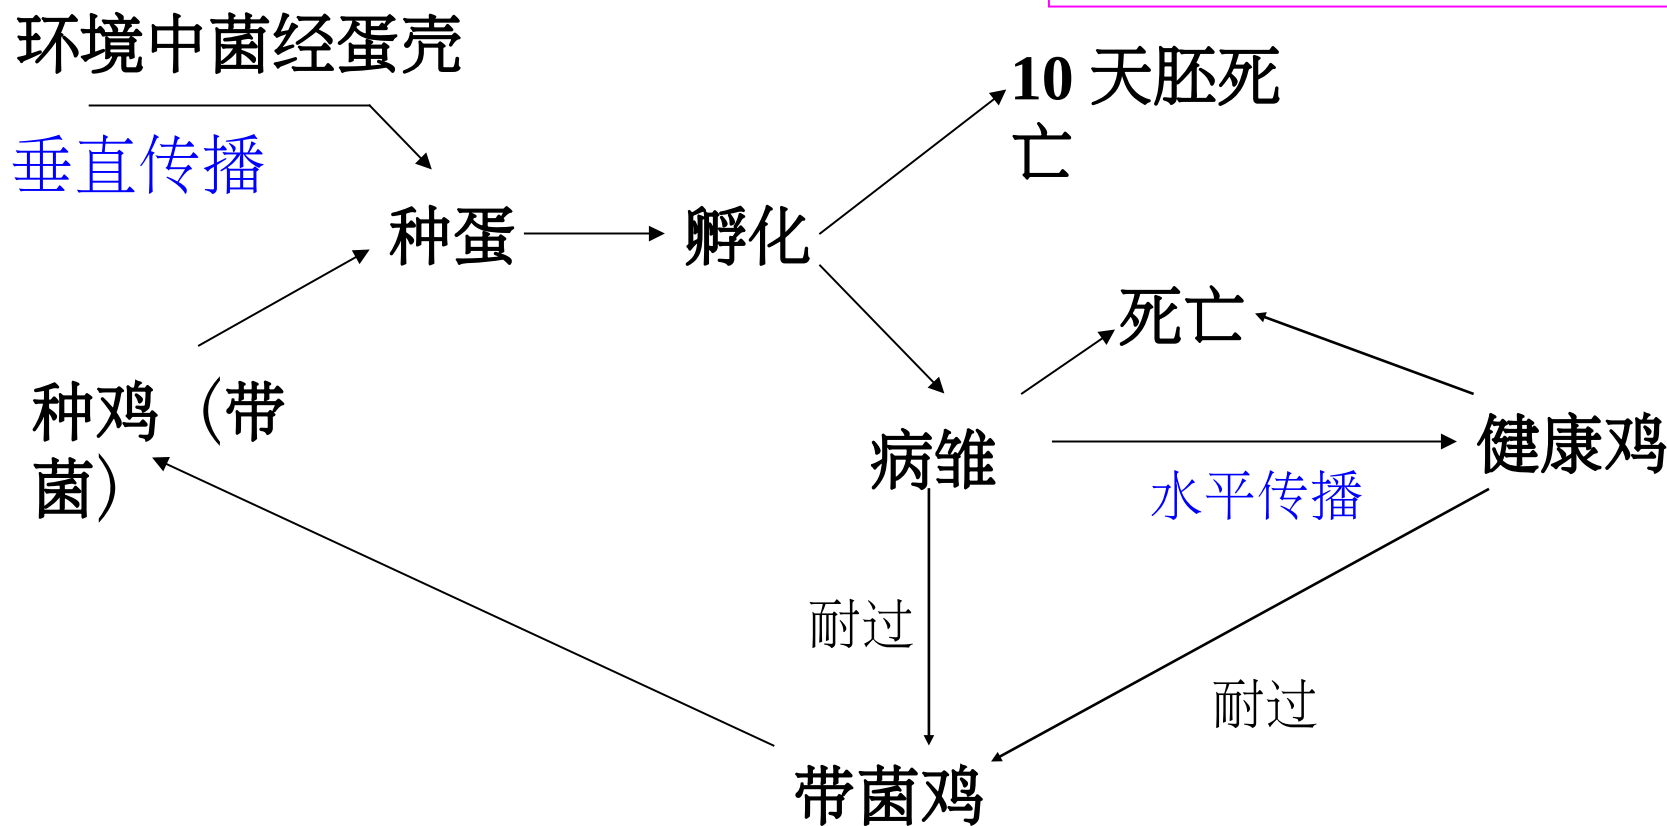 环境中菌经蛋壳
10 天胚死
亡
垂直传播
种蛋
孵化
死亡
种鸡（带
菌）
病雏
健康鸡
水平传播
耐过
耐过
带菌鸡